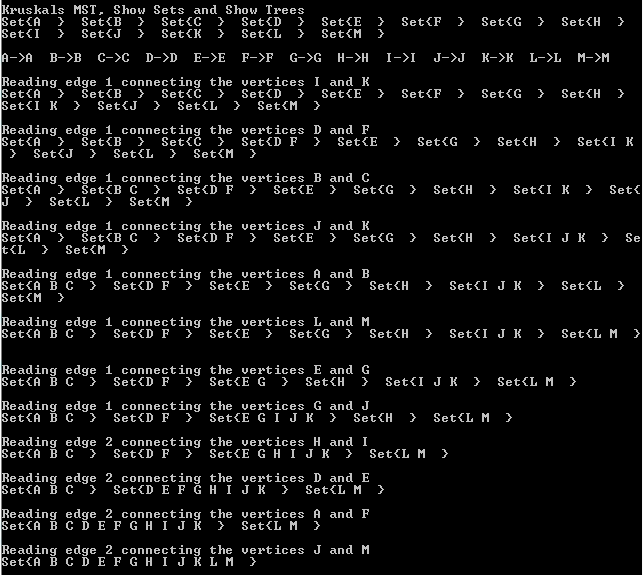 Kruskals MST, Show Sets and Show Trees
Set{A  }  Set{B  }  Set{C  }  Set{D  }  Set{E  }  Set{F  }  Set{G  }  Set{H  }
Set{I  }  Set{J  }  Set{K  }  Set{L  }  Set{M  }
A->A  B->B  C->C  D->D  E->E  F->F  G->G  H->H  I->I  J->J  K->K  L->L  M->M
Reading edge 1 connecting the vertices I and K
Set{A  }  Set{B  }  Set{C  }  Set{D  }  Set{E  }  Set{F  }  Set{G  }  Set{H  }
Set{I K  }  Set{J  }  Set{L  }  Set{M  }
Reading edge 1 connecting the vertices D and F
Set{A  }  Set{B  }  Set{C  }  Set{D F  }  Set{E  }  Set{G  }  Set{H  }  Set{I K
 }  Set{J  }  Set{L  }  Set{M  }
Reading edge 1 connecting the vertices B and C
Set{A  }  Set{B C  }  Set{D F  }  Set{E  }  Set{G  }  Set{H  }  Set{I K  }  Set{
J  }  Set{L  }  Set{M  }
Reading edge 1 connecting the vertices J and K
Set{A  }  Set{B C  }  Set{D F  }  Set{E  }  Set{G  }  Set{H  }  Set{I J K  }  Se
t{L  }  Set{M  }
Reading edge 1 connecting the vertices A and B
Set{A B C  }  Set{D F  }  Set{E  }  Set{G  }  Set{H  }  Set{I J K  }  Set{L  }
Set{M  }
Reading edge 1 connecting the vertices L and M
Set{A B C  }  Set{D F  }  Set{E  }  Set{G  }  Set{H  }  Set{I J K  }  Set{L M  }
Reading edge 1 connecting the vertices E and G
Set{A B C  }  Set{D F  }  Set{E G  }  Set{H  }  Set{I J K  }  Set{L M  }
Reading edge 1 connecting the vertices G and J
Set{A B C  }  Set{D F  }  Set{E G I J K  }  Set{H  }  Set{L M  }
Reading edge 2 connecting the vertices H and I
Set{A B C  }  Set{D F  }  Set{E G H I J K  }  Set{L M  }
Reading edge 2 connecting the vertices D and E
Set{A B C  }  Set{D E F G H I J K  }  Set{L M  }
Reading edge 2 connecting the vertices A and F
Set{A B C D E F G H I J K  }  Set{L M  }
Reading edge 2 connecting the vertices J and M
Set{A B C D E F G H I J K L M  }